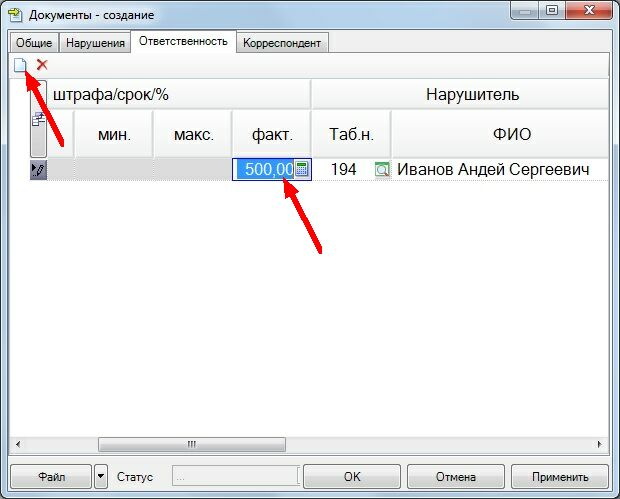 Документы - создание
Общие Нарушения Ответственность Корреспондент
штрафа/срок/% Нарушитель
мин. макс. факт. Таб.н. ФИО
500,00 194 Иванов Андей Сергеевич
Файл Статус ... OK Отмена Применить